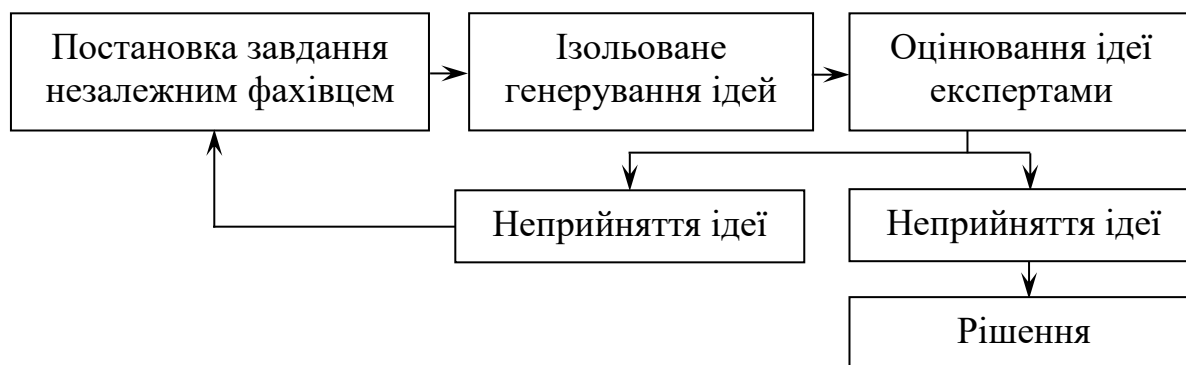 Постановка завдання
незалежним фахівцем
Ізольоване
генерування ідей
Оцінювання ідеї
експертами
Неприйняття ідеї
Неприйняття ідеї
Рішення